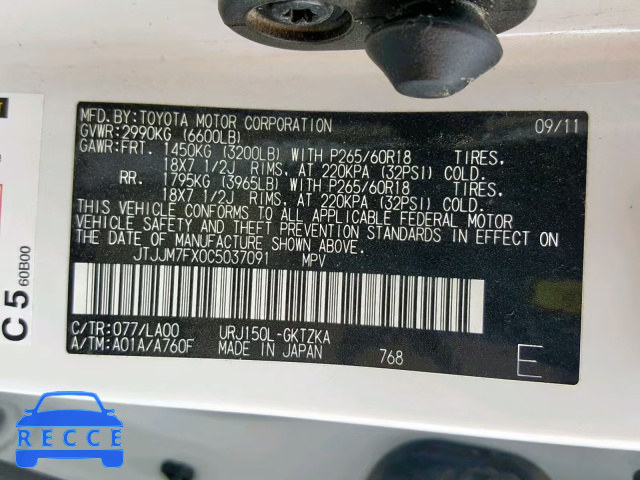 MFD.BY:TOYOTA MOTOR CORPORATION 09/11
GVWR:2990KG (6600LB)
GAWR:FRT. 1450KG (3200LB) WITH P265/60R18 TIRES.
18X7 1/2J RIMS, AT 220KPA (32PSI) COLD.
RR. 1795KG (3965LB) WITH P265/60R18 TIRES.
18X7 1/2J RIMS, AT 220KPA (32PSI) COLD.
THIS VEHICLE CONFORMS TO ALL APPLICABLE FEDERAL MOTOR
VEHICLE SAFETY AND THEFT PREVENTION STANDARDS IN EFFECT ON
THE DATE OF MANUFACTURE SHOWN ABOVE.
JTJJM7FX0C5037091 MPV
C/TR:077/LA00 URJ150L-GKTZKA
A/TM:A01A/A760F MADE IN JAPAN 768
E
C 5 60B00
RECCE